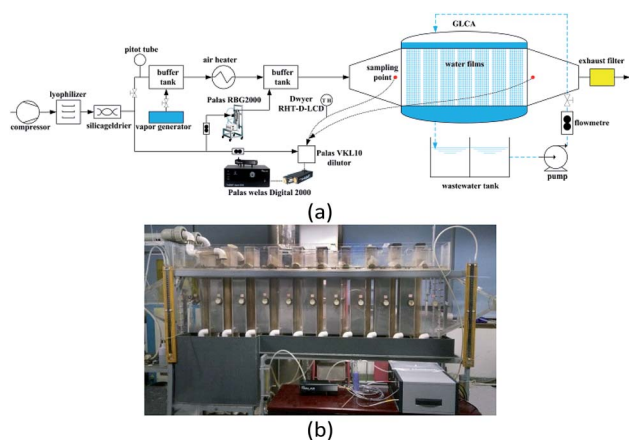 GLCA
pitot tube
air heater
buffer tank
buffer tank
sampling point
water films
exhaust filter
Palas RBG2000
Dwyer RHT-D-LCD
T H
lyophilizer
compressor
silicageldrier
vapor generator
Palas VKL10 dilutor
flowmetre
Palas welas Digital 2000
wastewater tank
pump
(a)
(b)